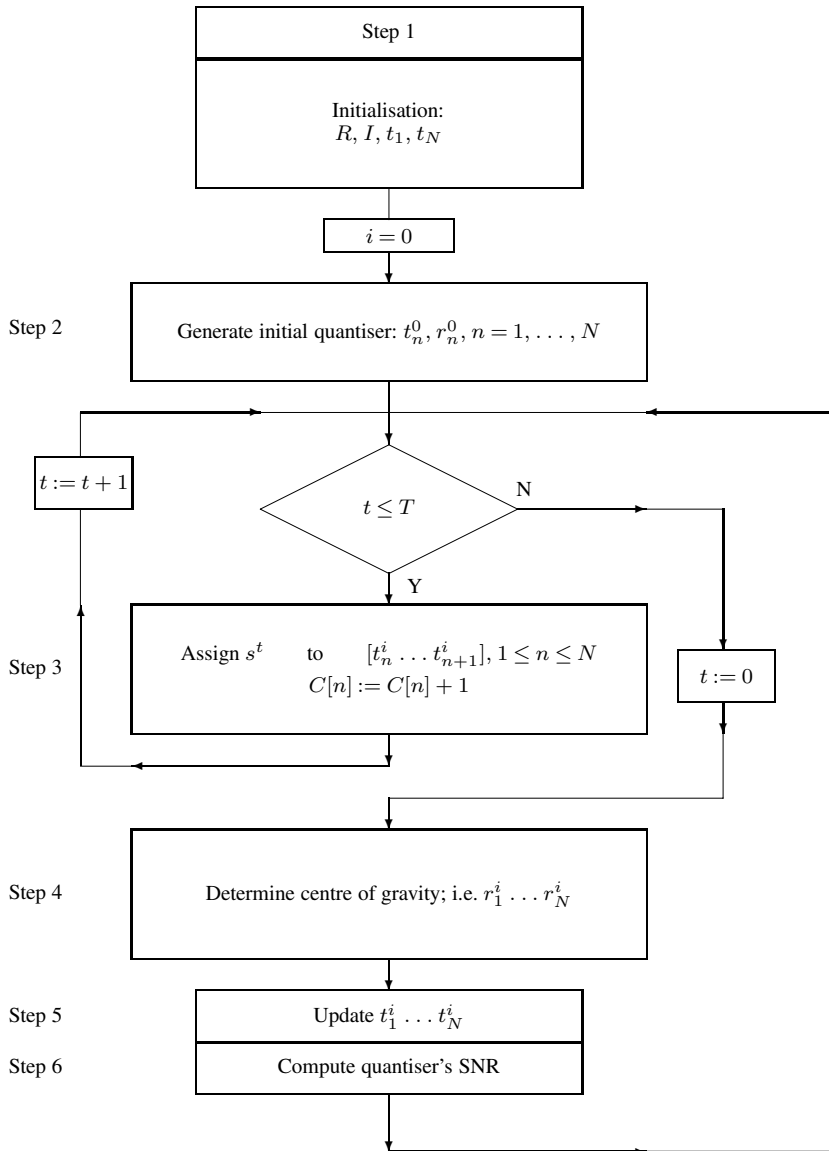 Step 1
Initialisation:
R, I, t₁, t_N
i = 0
Step 2
Generate initial quantiser: t_n^0, r_n^0, n = 1, . . . , N
t := t + 1
t ≤ T
N
Y
Step 3
Assign s^t to [t_n^i . . . t_{n+1}^i], 1 ≤ n ≤ N
C[n] := C[n] + 1
t := 0
Step 4
Determine centre of gravity; i.e. r_1^i . . . r_N^i
Step 5
Update t_1^i . . . t_N^i
Step 6
Compute quantiser's SNR